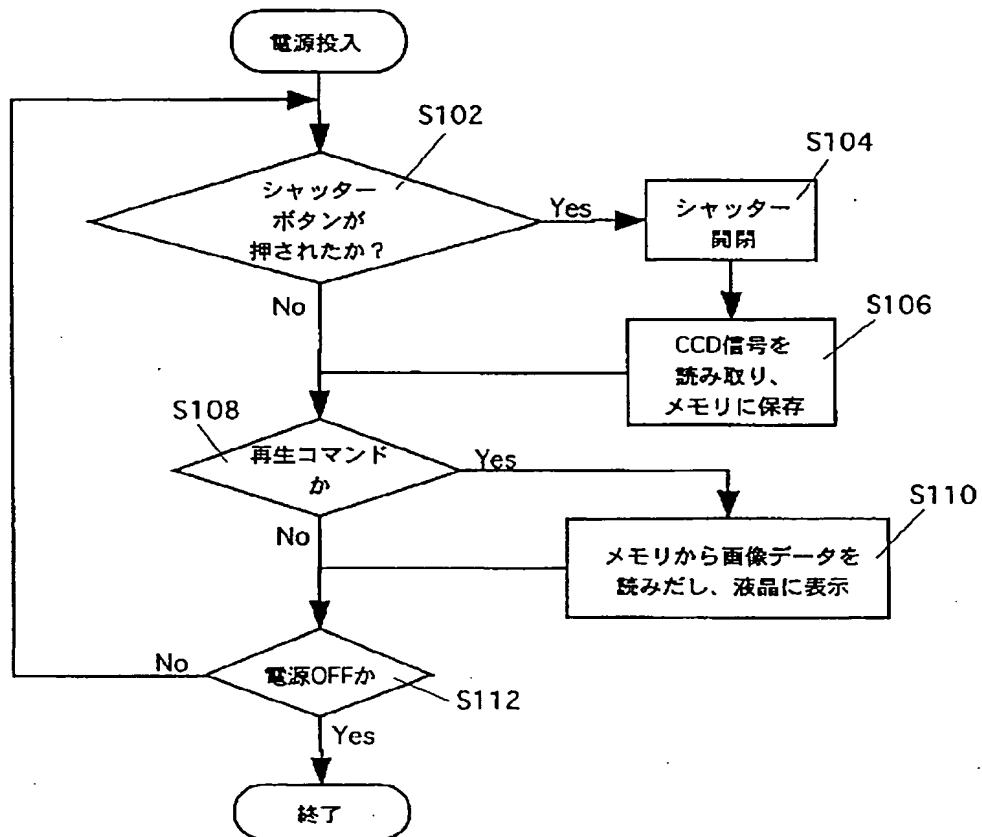 電源投入
S102
シャッター
ボタンが
押されたか？
Yes
No
S104
シャッター
開閉
S106
CCD信号を
読み取り、
メモリに保存
S108
再生コマンド
か
Yes
No
S110
メモリから画像データを
読みだし、液晶に表示
電源OFFか
No
S112
Yes
終了